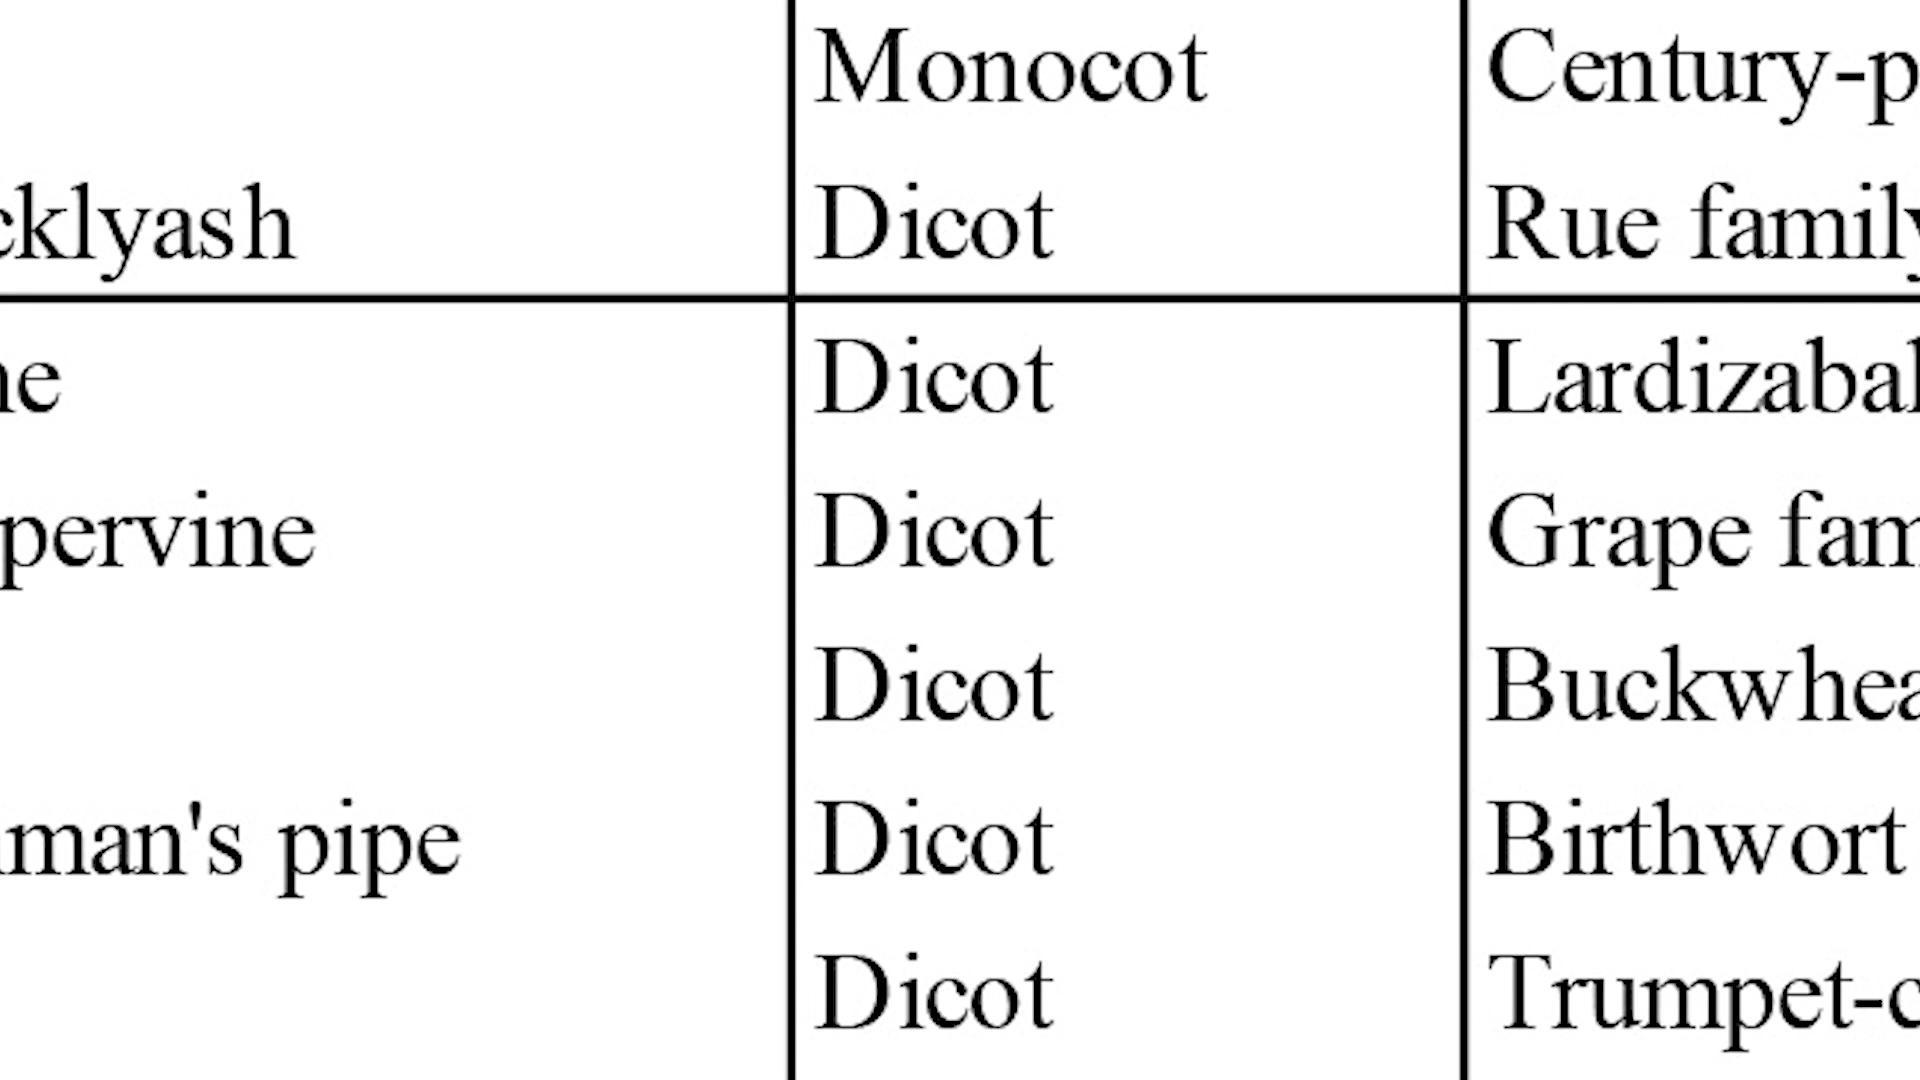 Monocot Century-p
cklyash Dicot Rue family
ne Dicot Lardizabal
pervine Dicot Grape fam
Dicot Buckwhea
man's pipe Dicot Birthwort
Dicot Trumpet-c